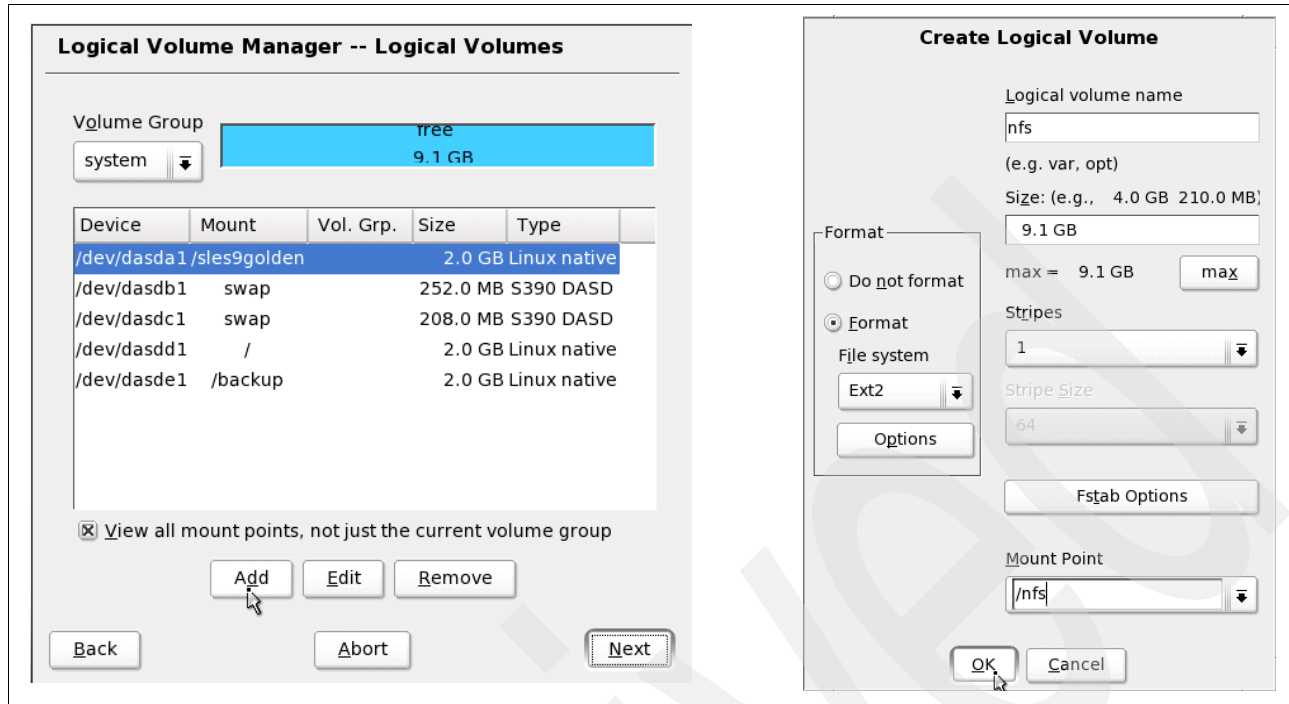 Logical Volume Manager -- Logical Volumes
Volume Group
system
free
9.1 GB
Device Mount Vol. Grp. Size Type
/dev/dasda1 /sles9golden 2.0 GB Linux native
/dev/dasdb1 swap 252.0 MB S390 DASD
/dev/dasdc1 swap 208.0 MB S390 DASD
/dev/dasdd1 / 2.0 GB Linux native
/dev/dasde1 /backup 2.0 GB Linux native
View all mount points, not just the current volume group
Add Edit Remove
Back Abort Next
Create Logical Volume
Logical volume name
nfs
(e.g. var, opt)
Size: (e.g., 4.0 GB 210.0 MB)
9.1 GB
max = 9.1 GB max
Format
Do not format
Format
File system
Ext2
Options
Stripes
1
Stripe Size
64
Fstab Options
Mount Point
/nfs
OK Cancel